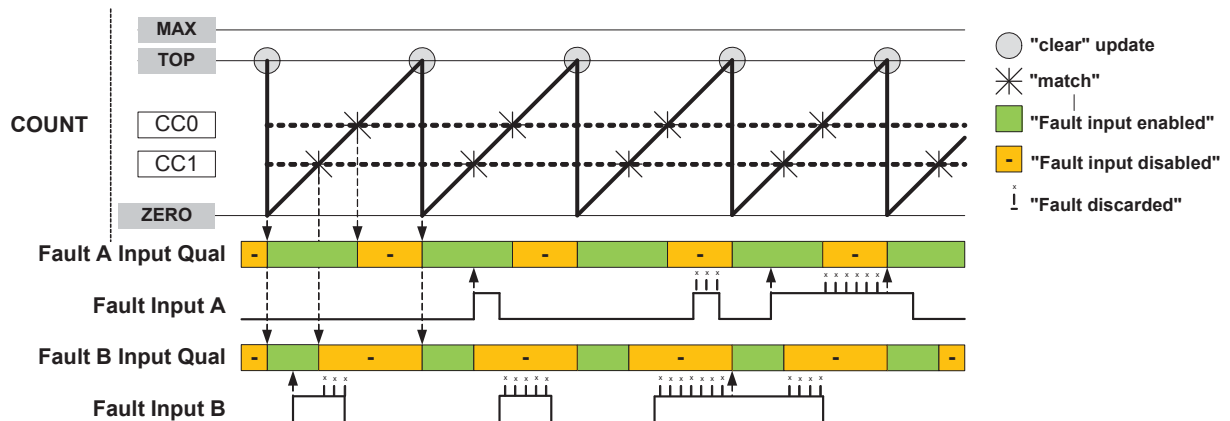 MAX
TOP
"clear" update
"match"
COUNT
CC0
"Fault input enabled"
CC1
- "Fault input disabled"
x
"Fault discarded"
ZERO
Fault A Input Qual - - - - -
x x x x x x x x x
Fault Input A
Fault B Input Qual - - - - - -
x x x x x x x x x x x x x x x x x x x
Fault Input B